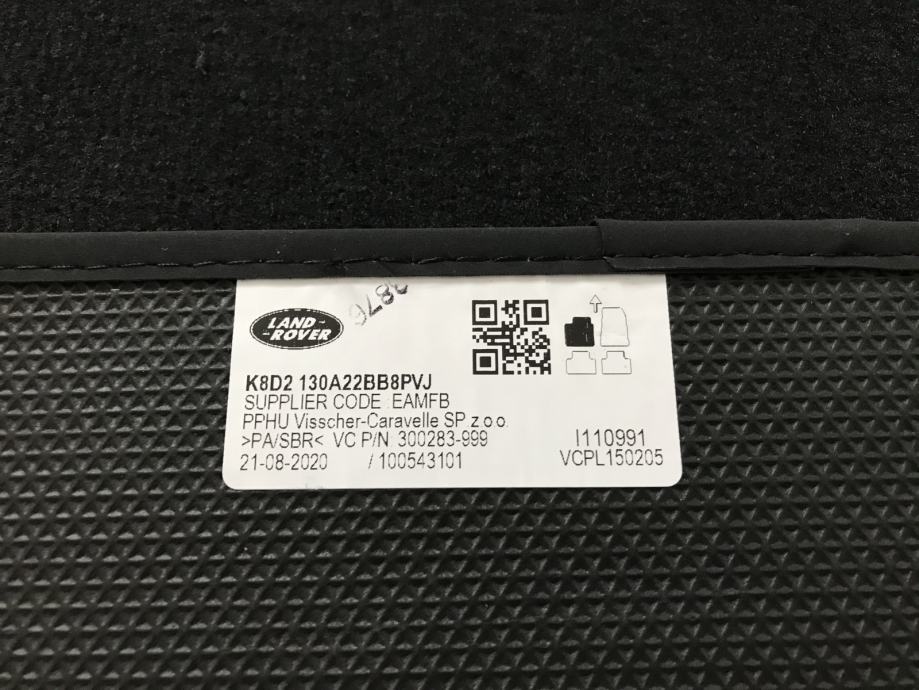 LAND-
-ROVER
K8D2 130A22BB8PVJ
SUPPLIER CODE EAMFB
PPHU Visscher-Caravelle SP.z o o.
>PA/SBR< VC P/N 300283-999
21-08-2020 / 100543101
I110991
VCPL150205